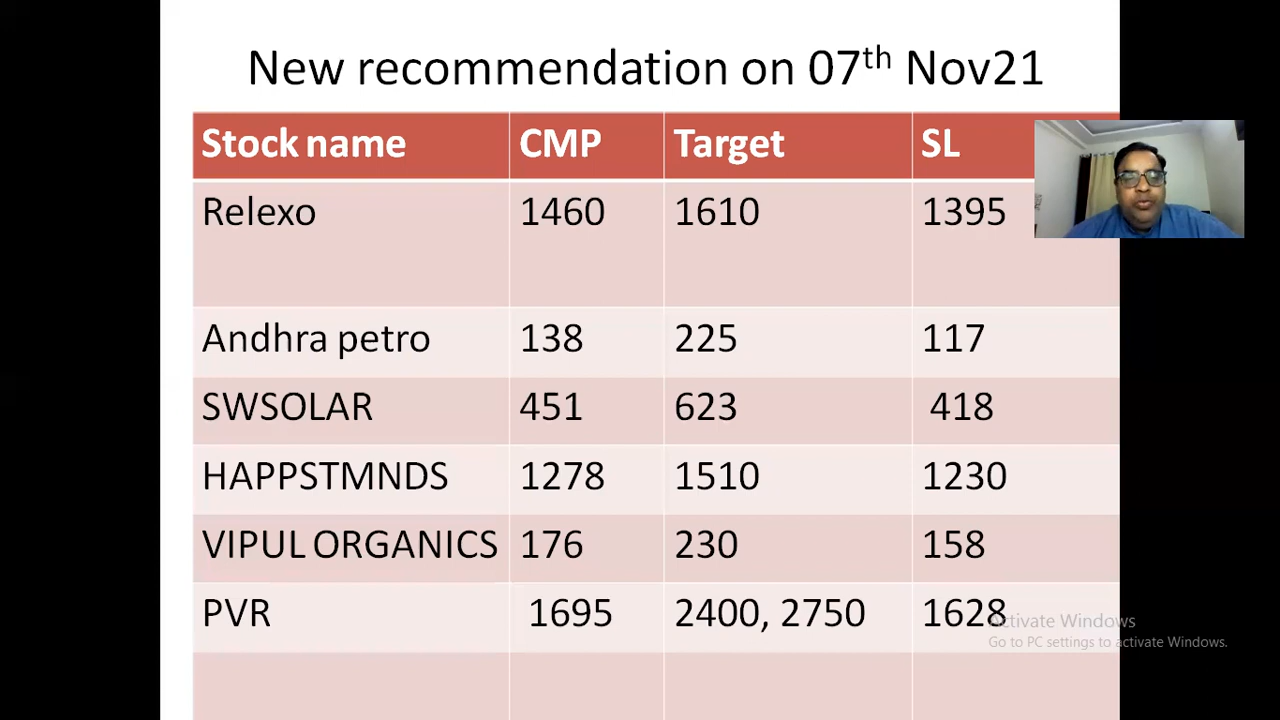 New recommendation on 07th Nov21
Stock name CMP Target SL
Relexo 1460 1610 1395
Andhra petro 138 225 117
SWSOLAR 451 623 418
HAPPSTMNDS 1278 1510 1230
VIPUL ORGANICS 176 230 158
PVR 1695 2400, 2750 1628
Activate Windows
Go to PC settings to activate Windows.